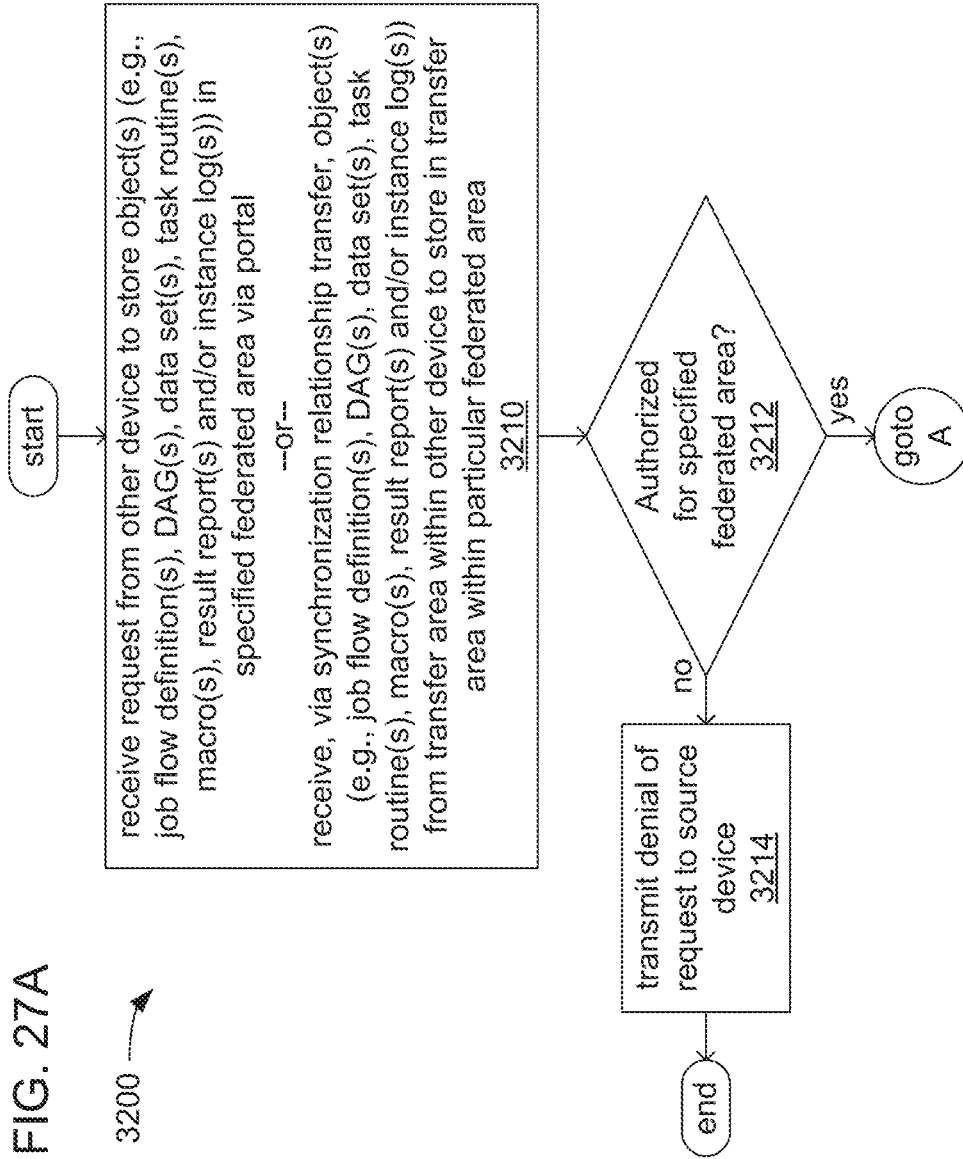 FIG. 27A
3200
start
receive request from other device to store object(s) (e.g.,
job flow definition(s), DAG(s), data set(s), task routine(s),
macro(s), result report(s) and/or instance log(s)) in
specified federated area via portal
--or--
receive, via synchronization relationship transfer, object(s)
(e.g., job flow definition(s), DAG(s), data set(s), task
routine(s), macro(s), result report(s) and/or instance log(s))
from transfer area within other device to store in transfer
area within particular federated area
3210
Authorized
for specified
federated area?
3212
no
yes
transmit denial of
request to source
device
3214
end
goto
A